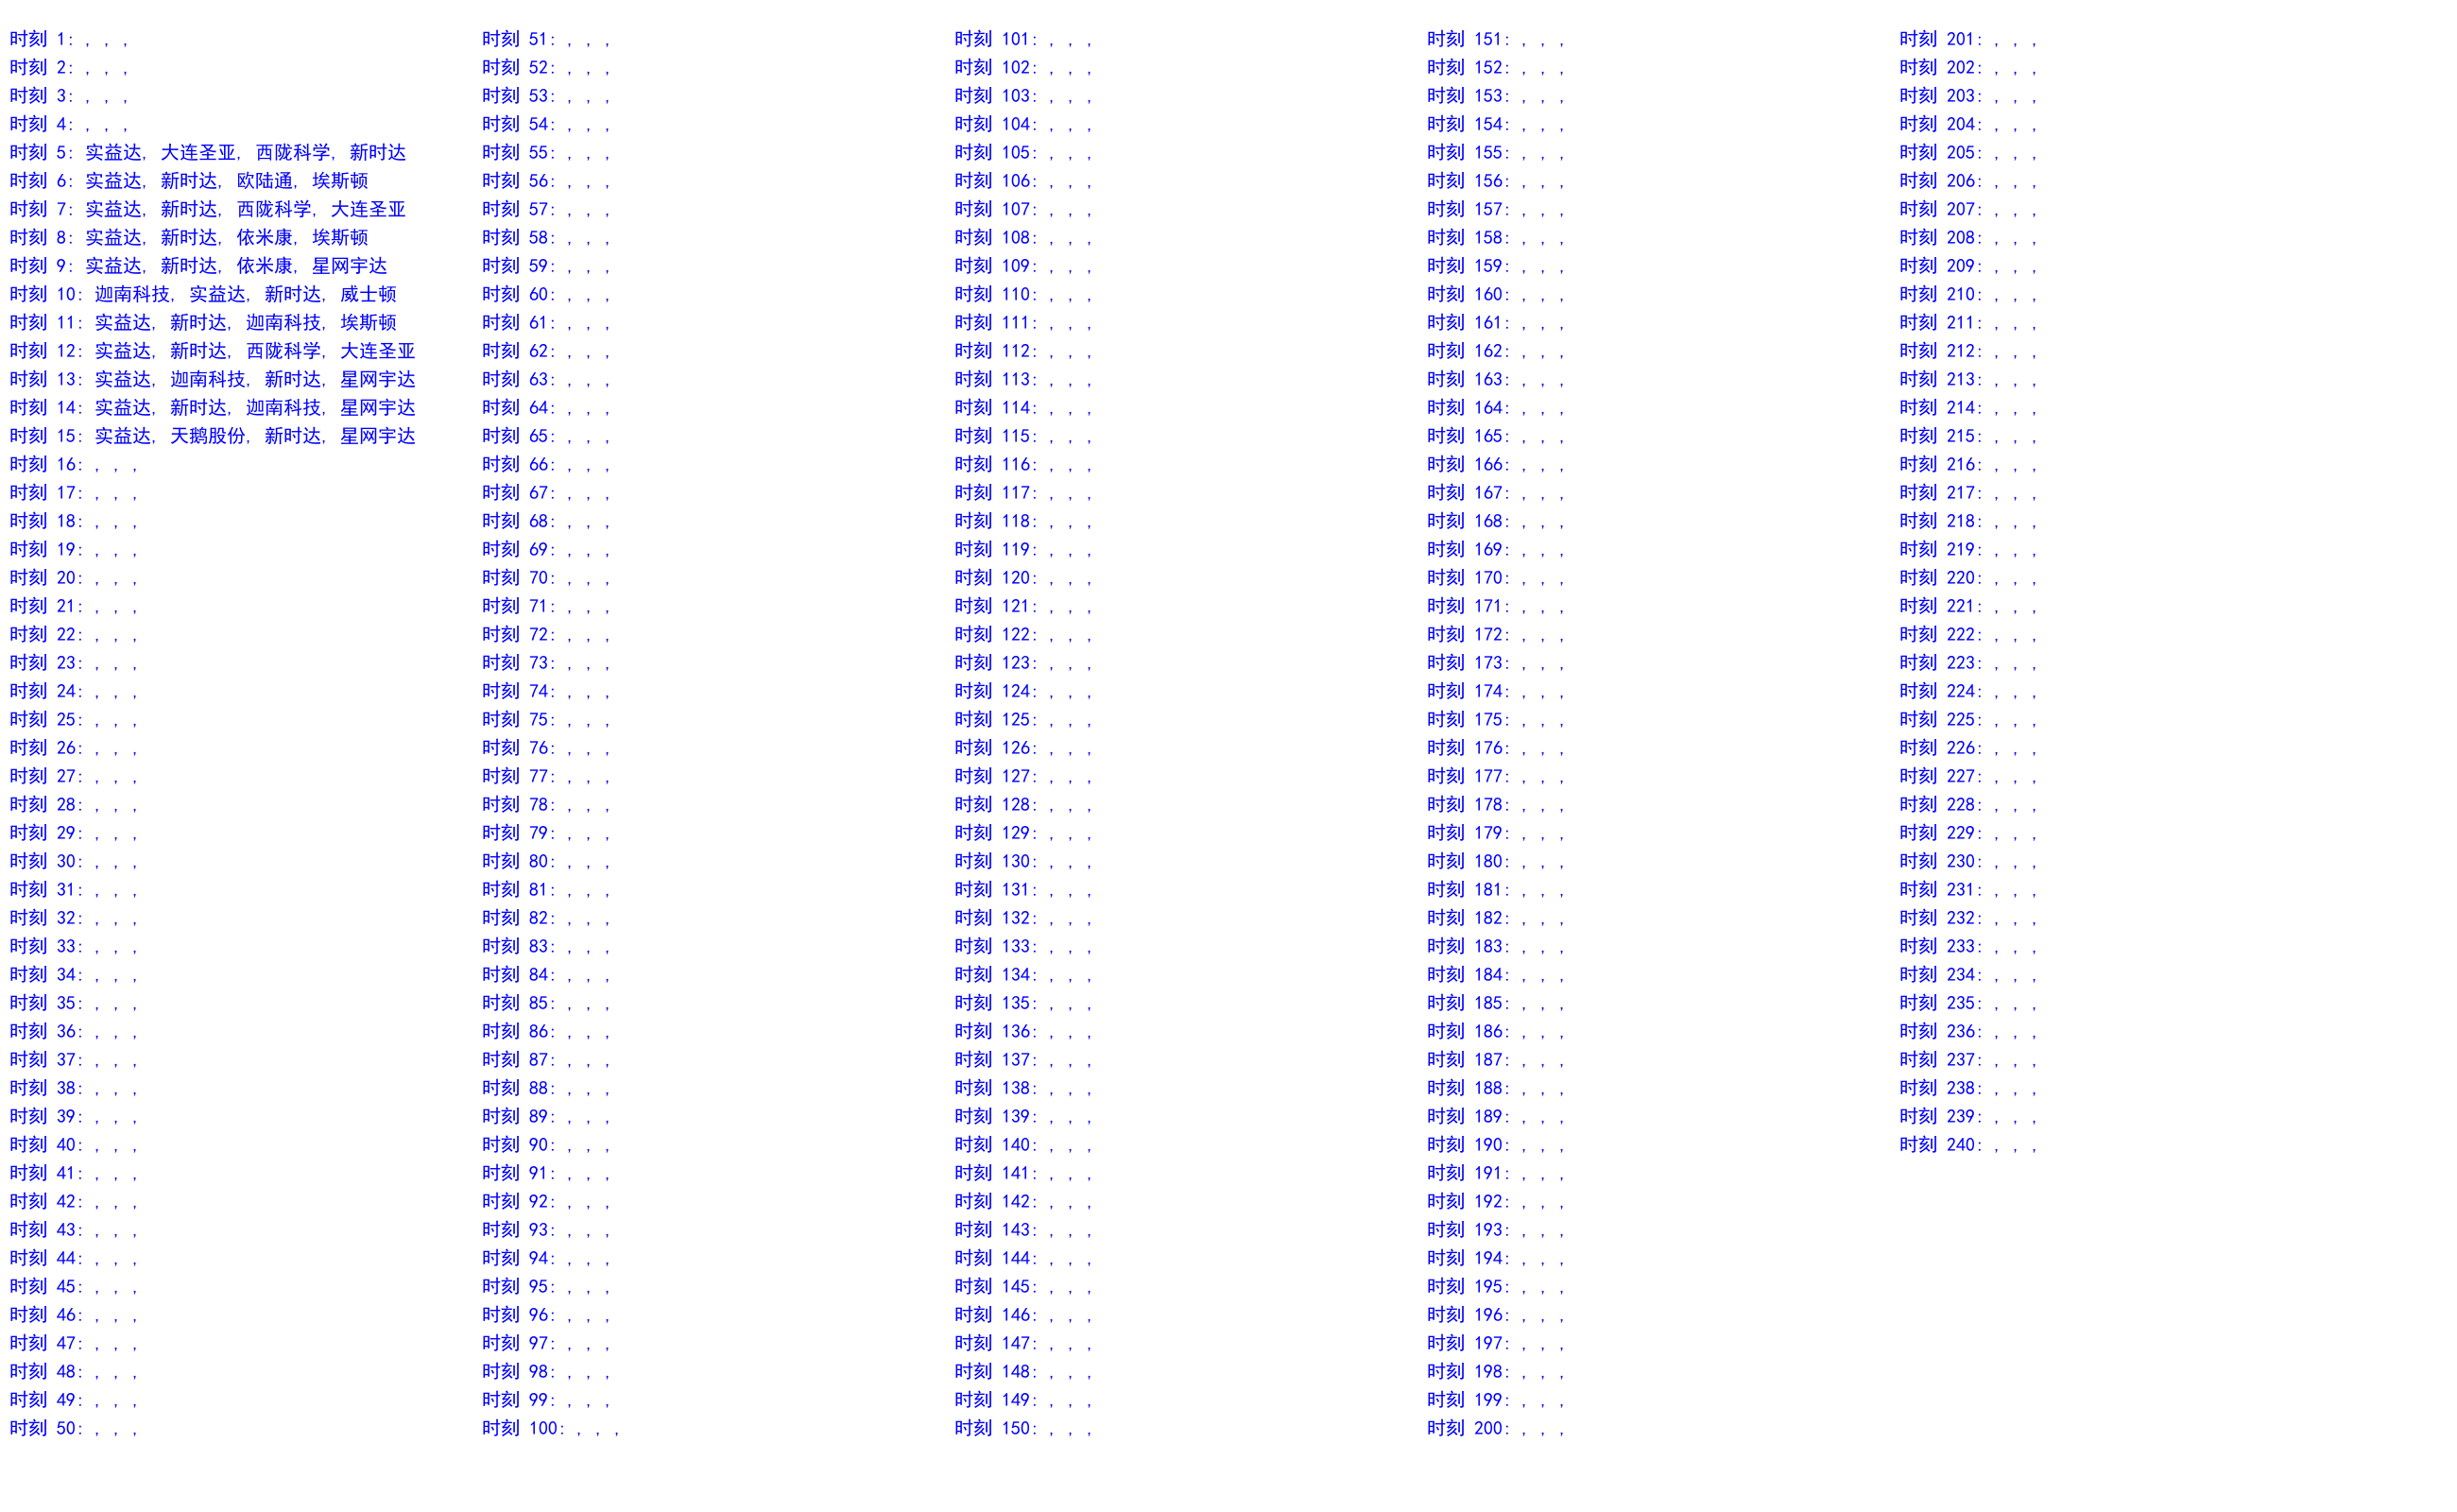 时刻 1: , , ,
时刻 2: , , ,
时刻 3: , , ,
时刻 4: , , ,
时刻 5: 实益达, 大连圣亚, 西陇科学, 新时达
时刻 6: 实益达, 新时达, 欧陆通, 埃斯顿
时刻 7: 实益达, 新时达, 西陇科学, 大连圣亚
时刻 8: 实益达, 新时达, 依米康, 埃斯顿
时刻 9: 实益达, 新时达, 依米康, 星网宇达
时刻 10: 迦南科技, 实益达, 新时达, 威士顿
时刻 11: 实益达, 新时达, 迦南科技, 埃斯顿
时刻 12: 实益达, 新时达, 西陇科学, 大连圣亚
时刻 13: 实益达, 迦南科技, 新时达, 星网宇达
时刻 14: 实益达, 新时达, 迦南科技, 星网宇达
时刻 15: 实益达, 天鹅股份, 新时达, 星网宇达
时刻 16: , , ,
时刻 17: , , ,
时刻 18: , , ,
时刻 19: , , ,
时刻 20: , , ,
时刻 21: , , ,
时刻 22: , , ,
时刻 23: , , ,
时刻 24: , , ,
时刻 25: , , ,
时刻 26: , , ,
时刻 27: , , ,
时刻 28: , , ,
时刻 29: , , ,
时刻 30: , , ,
时刻 31: , , ,
时刻 32: , , ,
时刻 33: , , ,
时刻 34: , , ,
时刻 35: , , ,
时刻 36: , , ,
时刻 37: , , ,
时刻 38: , , ,
时刻 39: , , ,
时刻 40: , , ,
时刻 41: , , ,
时刻 42: , , ,
时刻 43: , , ,
时刻 44: , , ,
时刻 45: , , ,
时刻 46: , , ,
时刻 47: , , ,
时刻 48: , , ,
时刻 49: , , ,
时刻 50: , , ,
时刻 51: , , ,
时刻 52: , , ,
时刻 53: , , ,
时刻 54: , , ,
时刻 55: , , ,
时刻 56: , , ,
时刻 57: , , ,
时刻 58: , , ,
时刻 59: , , ,
时刻 60: , , ,
时刻 61: , , ,
时刻 62: , , ,
时刻 63: , , ,
时刻 64: , , ,
时刻 65: , , ,
时刻 66: , , ,
时刻 67: , , ,
时刻 68: , , ,
时刻 69: , , ,
时刻 70: , , ,
时刻 71: , , ,
时刻 72: , , ,
时刻 73: , , ,
时刻 74: , , ,
时刻 75: , , ,
时刻 76: , , ,
时刻 77: , , ,
时刻 78: , , ,
时刻 79: , , ,
时刻 80: , , ,
时刻 81: , , ,
时刻 82: , , ,
时刻 83: , , ,
时刻 84: , , ,
时刻 85: , , ,
时刻 86: , , ,
时刻 87: , , ,
时刻 88: , , ,
时刻 89: , , ,
时刻 90: , , ,
时刻 91: , , ,
时刻 92: , , ,
时刻 93: , , ,
时刻 94: , , ,
时刻 95: , , ,
时刻 96: , , ,
时刻 97: , , ,
时刻 98: , , ,
时刻 99: , , ,
时刻 100: , , ,
时刻 101: , , ,
时刻 102: , , ,
时刻 103: , , ,
时刻 104: , , ,
时刻 105: , , ,
时刻 106: , , ,
时刻 107: , , ,
时刻 108: , , ,
时刻 109: , , ,
时刻 110: , , ,
时刻 111: , , ,
时刻 112: , , ,
时刻 113: , , ,
时刻 114: , , ,
时刻 115: , , ,
时刻 116: , , ,
时刻 117: , , ,
时刻 118: , , ,
时刻 119: , , ,
时刻 120: , , ,
时刻 121: , , ,
时刻 122: , , ,
时刻 123: , , ,
时刻 124: , , ,
时刻 125: , , ,
时刻 126: , , ,
时刻 127: , , ,
时刻 128: , , ,
时刻 129: , , ,
时刻 130: , , ,
时刻 131: , , ,
时刻 132: , , ,
时刻 133: , , ,
时刻 134: , , ,
时刻 135: , , ,
时刻 136: , , ,
时刻 137: , , ,
时刻 138: , , ,
时刻 139: , , ,
时刻 140: , , ,
时刻 141: , , ,
时刻 142: , , ,
时刻 143: , , ,
时刻 144: , , ,
时刻 145: , , ,
时刻 146: , , ,
时刻 147: , , ,
时刻 148: , , ,
时刻 149: , , ,
时刻 150: , , ,
时刻 151: , , ,
时刻 152: , , ,
时刻 153: , , ,
时刻 154: , , ,
时刻 155: , , ,
时刻 156: , , ,
时刻 157: , , ,
时刻 158: , , ,
时刻 159: , , ,
时刻 160: , , ,
时刻 161: , , ,
时刻 162: , , ,
时刻 163: , , ,
时刻 164: , , ,
时刻 165: , , ,
时刻 166: , , ,
时刻 167: , , ,
时刻 168: , , ,
时刻 169: , , ,
时刻 170: , , ,
时刻 171: , , ,
时刻 172: , , ,
时刻 173: , , ,
时刻 174: , , ,
时刻 175: , , ,
时刻 176: , , ,
时刻 177: , , ,
时刻 178: , , ,
时刻 179: , , ,
时刻 180: , , ,
时刻 181: , , ,
时刻 182: , , ,
时刻 183: , , ,
时刻 184: , , ,
时刻 185: , , ,
时刻 186: , , ,
时刻 187: , , ,
时刻 188: , , ,
时刻 189: , , ,
时刻 190: , , ,
时刻 191: , , ,
时刻 192: , , ,
时刻 193: , , ,
时刻 194: , , ,
时刻 195: , , ,
时刻 196: , , ,
时刻 197: , , ,
时刻 198: , , ,
时刻 199: , , ,
时刻 200: , , ,
时刻 201: , , ,
时刻 202: , , ,
时刻 203: , , ,
时刻 204: , , ,
时刻 205: , , ,
时刻 206: , , ,
时刻 207: , , ,
时刻 208: , , ,
时刻 209: , , ,
时刻 210: , , ,
时刻 211: , , ,
时刻 212: , , ,
时刻 213: , , ,
时刻 214: , , ,
时刻 215: , , ,
时刻 216: , , ,
时刻 217: , , ,
时刻 218: , , ,
时刻 219: , , ,
时刻 220: , , ,
时刻 221: , , ,
时刻 222: , , ,
时刻 223: , , ,
时刻 224: , , ,
时刻 225: , , ,
时刻 226: , , ,
时刻 227: , , ,
时刻 228: , , ,
时刻 229: , , ,
时刻 230: , , ,
时刻 231: , , ,
时刻 232: , , ,
时刻 233: , , ,
时刻 234: , , ,
时刻 235: , , ,
时刻 236: , , ,
时刻 237: , , ,
时刻 238: , , ,
时刻 239: , , ,
时刻 240: , , ,